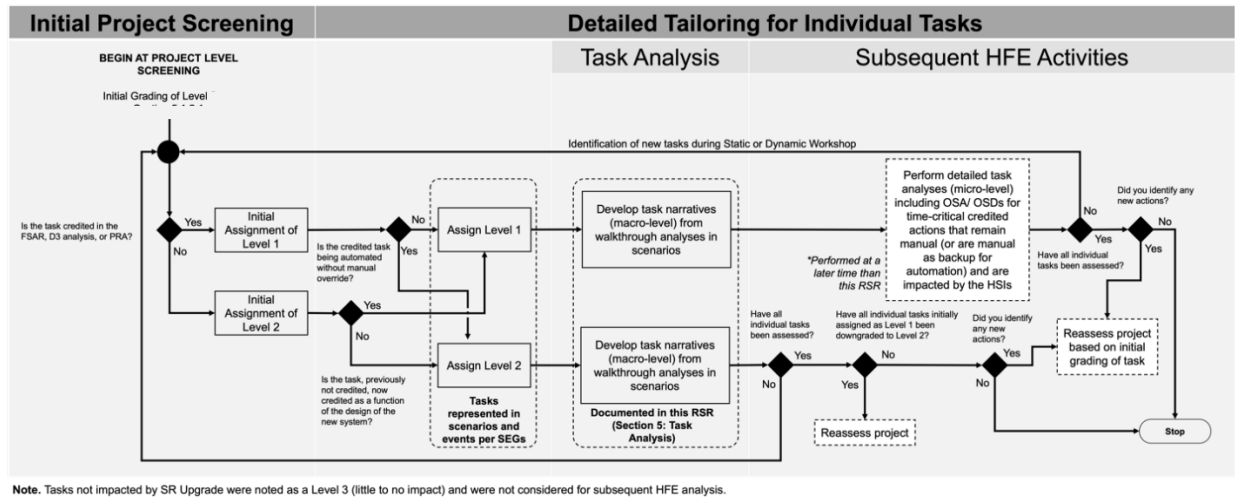 Initial Project Screening
Detailed Tailoring for Individual Tasks
Task Analysis
Subsequent HFE Activities
BEGIN AT PROJECT LEVEL
SCREENING
Initial Grading of Level
Identification of new tasks during Static or Dynamic Workshop
Is the task credited in the
FSAR, D3 analysis, or PRA?
Yes
No
Initial
Assignment of
Level 1
Initial
Assignment of
Level 2
Is the credited task
being automated
without manual
override?
No
Yes
Yes
No
Is the task, previously
not credited, now
credited as a function
of the design of the
new system?
Assign Level 1
Assign Level 2
Tasks
represented in
scenarios and
events per SEGs
Develop task narratives
(macro-level) from
walkthrough analyses in
scenarios
Develop task narratives
(macro-level) from
walkthrough analyses in
scenarios
Documented in this RSR
(Section 5: Task
Analysis)
*Performed at a
later time than
this RSR
Perform detailed task
analyses (micro-level)
including OSA/ OSDs for
time-critical credited
actions that remain
manual (or are manual
as backup for
automation) and are
impacted by the HSIs
No
Yes
Have all individual
tasks been assessed?
Did you identify any
new actions?
No
Yes
Have all
individual tasks
been assessed?
Yes
No
Have all individual tasks initially
assigned as Level 1 been
downgraded to Level 2?
No
Yes
Reassess project
Did you identify
any new
actions?
Yes
No
Reassess project
based on initial
grading of task
Stop
Note. Tasks not impacted by SR Upgrade were noted as a Level 3 (little to no impact) and were not considered for subsequent HFE analysis.